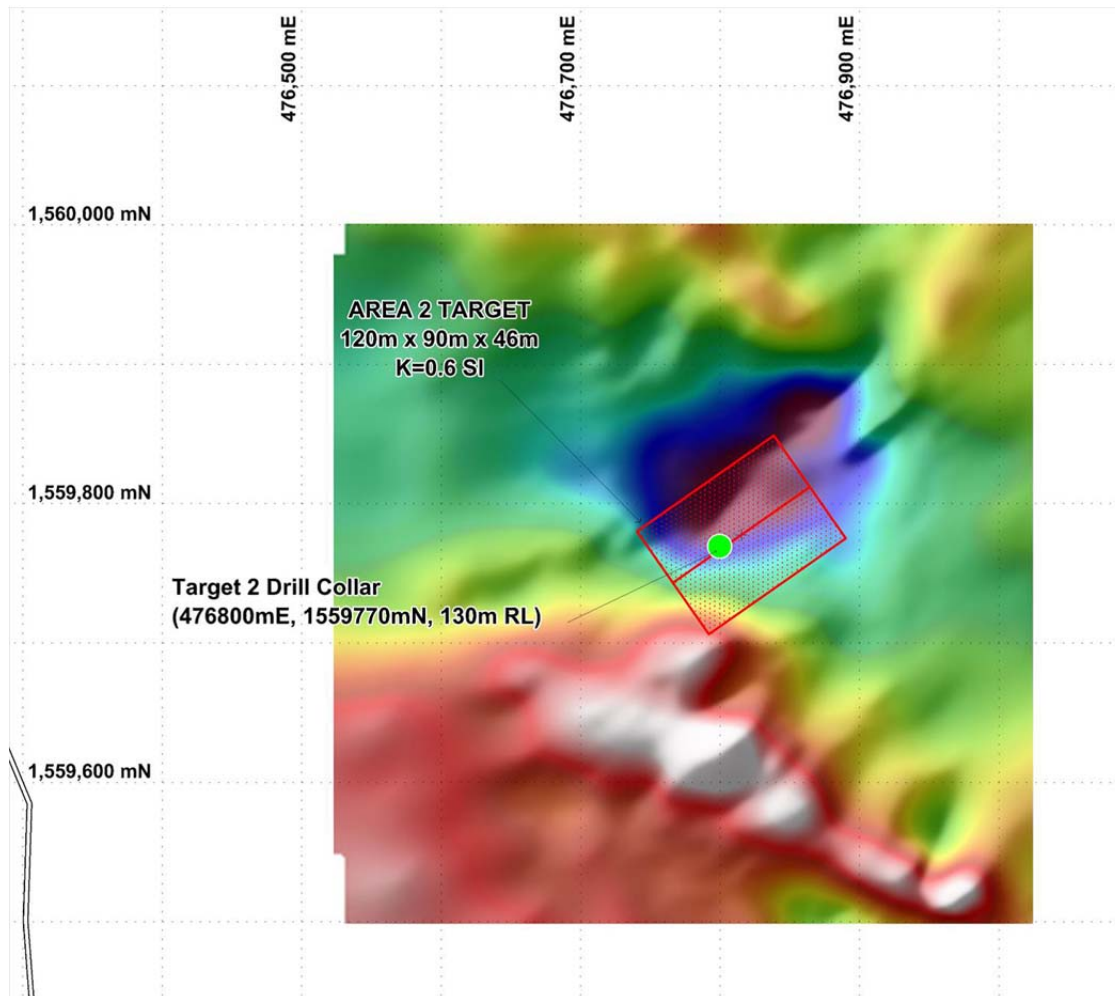 476,500 mE
476,700 mE
476,900 mE
1,560,000 mN
AREA 2 TARGET
120m x 90m x 46m
K=0.6 SI
1,559,800 mN
Target 2 Drill Collar
(476800mE, 1559770mN, 130m RL)
1,559,600 mN